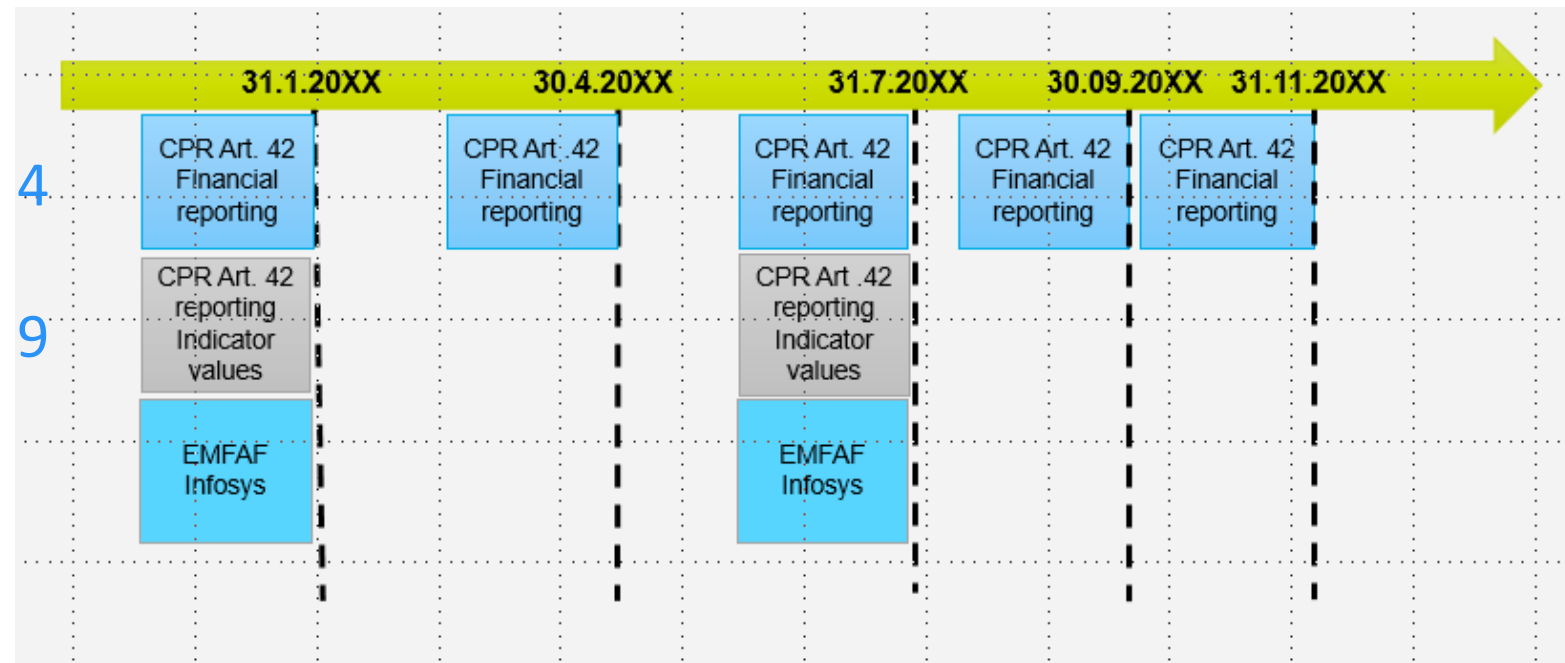 31.1.20XX 30.4.20XX 31.7.20XX 30.09.20XX 31.11.20XX
4
CPR Art. 42
Financial
reporting
CPR Art .42
Financial
reporting
CPR Art. 42
Financial
reporting
CPR Art. 42
Financial
reporting
CPR Art. 42
Financial
reporting
9
CPR Art. 42
reporting
Indicator
values
CPR Art .42
reporting
Indicator
values
EMFAF
Infosys
EMFAF
Infosys